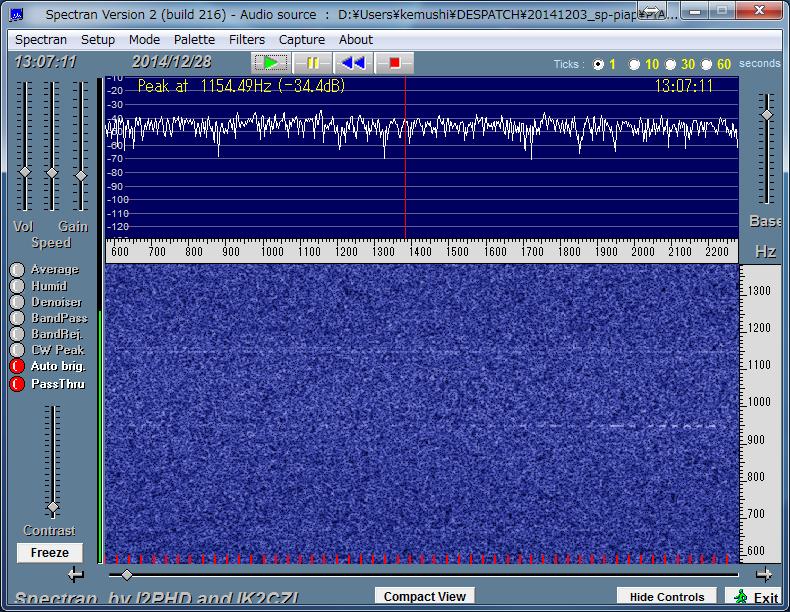 Spectran Version 2 (build 216) - Audio source : D:¥Users¥kemushi¥DESPATCH¥20141203_sp-piap¥PiA...
Spectran Setup Mode Palette Filters Capture About
13:07:11 2014/12/28 Ticks : 1 10 30 60 seconds
Peak at 1154.49Hz (-34.4dB) 13:07:11
-10
-20
-30
-40
-50
-60
-70
-80
-90
-100
-110
-120
Vol Gain
Speed
Base
600 700 800 900 1000 1100 1200 1300 1400 1500 1600 1700 1800 1900 2000 2100 2200 Hz
Average
Humid
Denoiser
BandPass
BandRej.
CW Peak
Auto brig.
PassThru
1300
1200
1100
1000
900
800
700
600
Contrast
Freeze
Spectran by I2PHD and IK2CZL
Compact View
Hide Controls
Exit